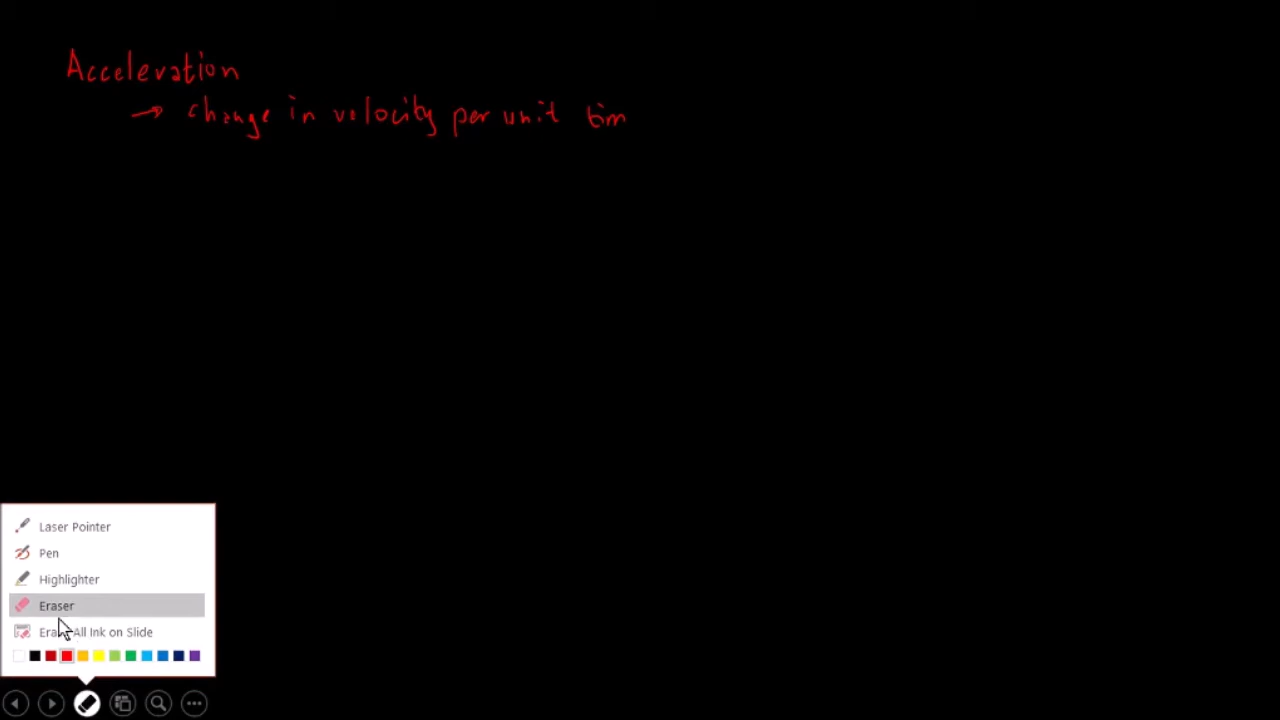 Acceleration
→ change in velocity per unit tim
Laser Pointer
Pen
Highlighter
Eraser
Erase All Ink on Slide